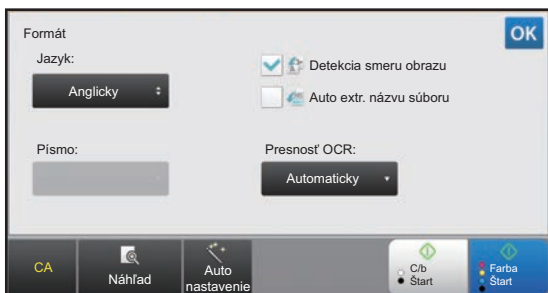 Formát
OK
Jazyk:
Detekcia smeru obrazu
Anglicky
Auto extr. názvu súboru
Písmo:
Presnosť OCR:
Automaticky
CA
Náhľad
Auto
nastavenie
C/b
Štart
Farba
Štart